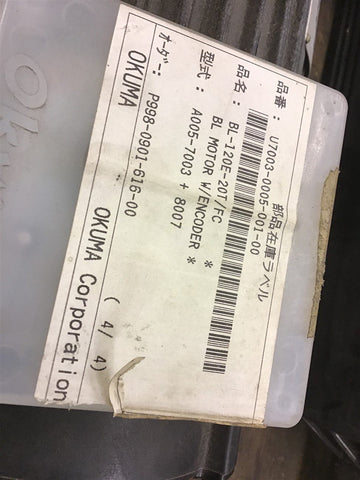 部品在庫ラベル
品番: U7003-0005-001-00
品名: BL-120E-20T/FC
BL MOTOR W/ENCODER *
型式: A005-7003 + 8007 *
オーダー: P998-0901-616-00
( 4/ 4)
OKUMA
OKUMA Corporation